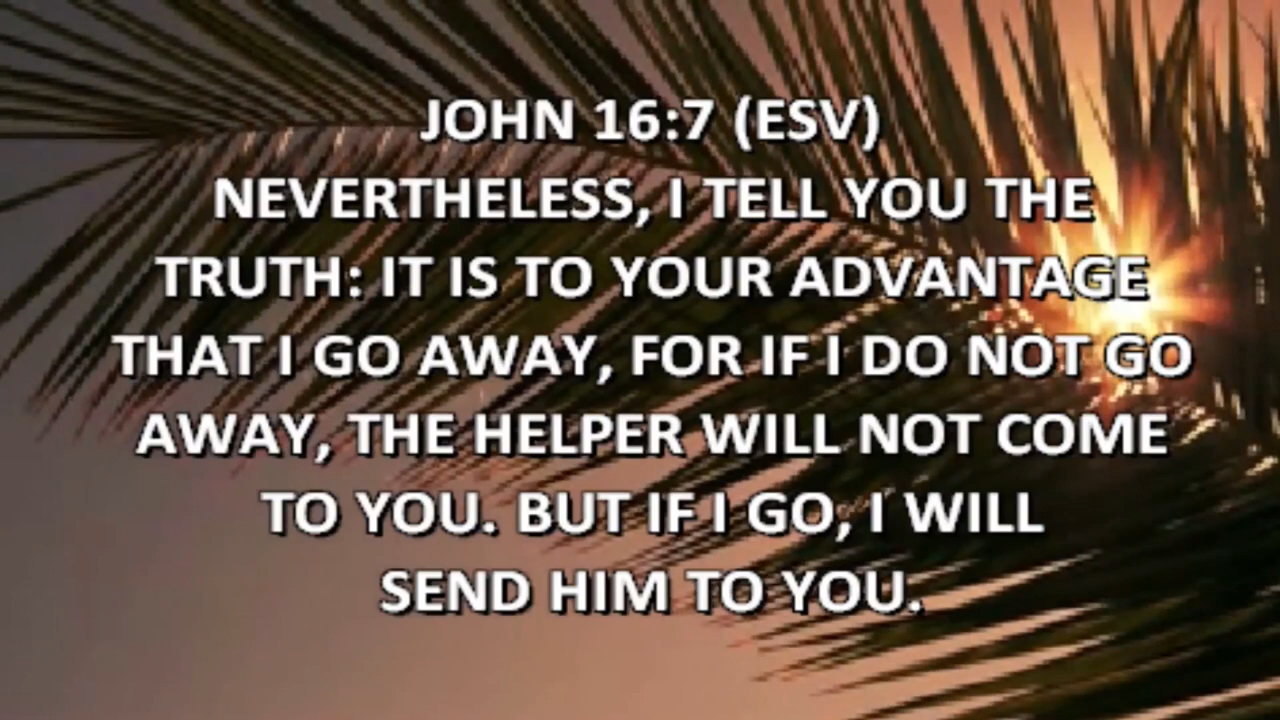 JOHN 16:7 (ESV)
NEVERTHELESS, I TELL YOU THE
TRUTH: IT IS TO YOUR ADVANTAGE
THAT I GO AWAY, FOR IF I DO NOT GO
AWAY, THE HELPER WILL NOT COME
TO YOU. BUT IF I GO, I WILL
SEND HIM TO YOU.